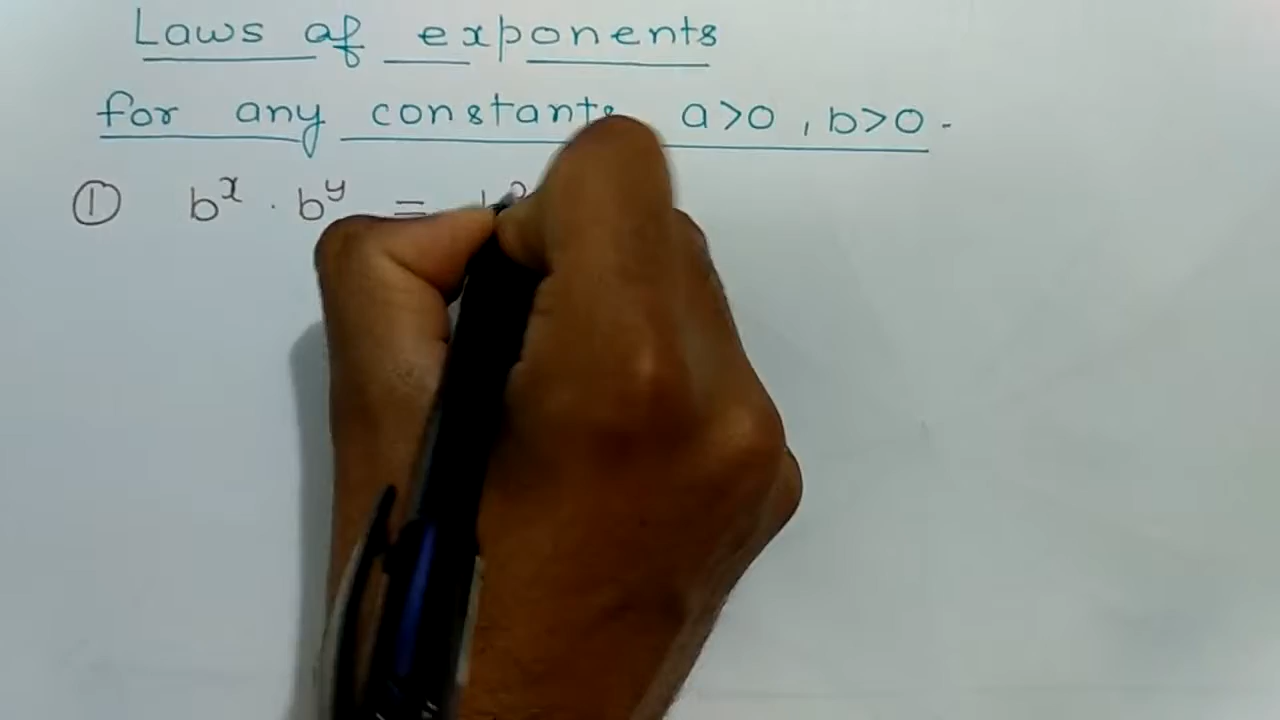 Laws of exponents
for any constants a>0, b>0.
① b^x · b^y =